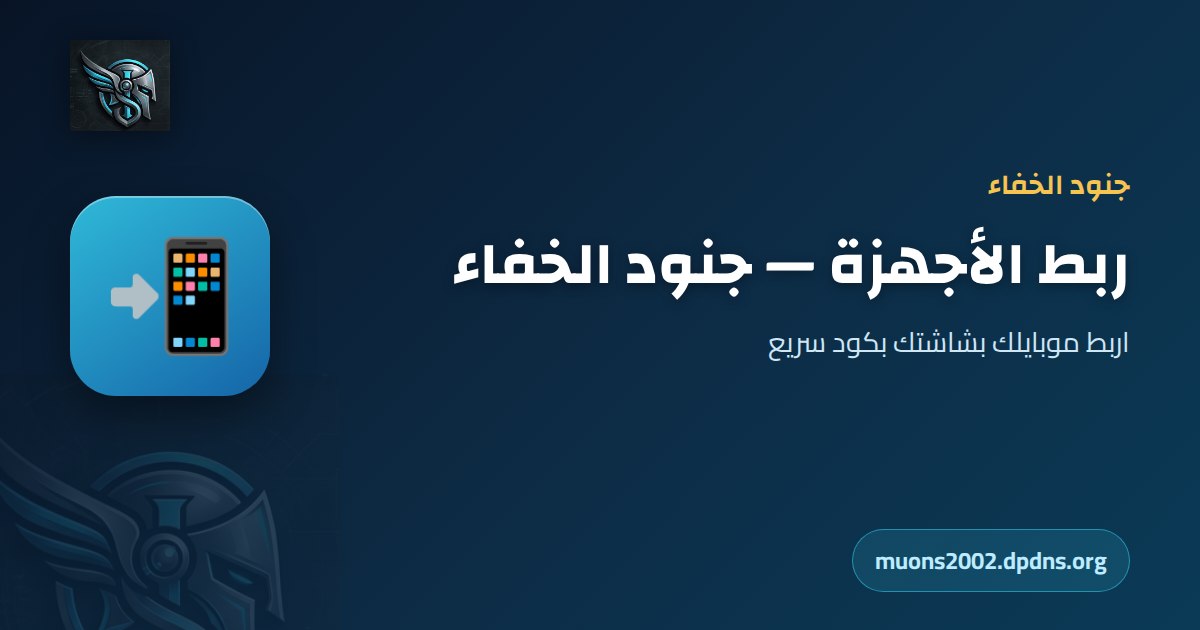 جنود الخفاء
ربط الأجهزة — جنود الخفاء
اربط موبايلك بشاشتك بكود سريع
muons2002.dpdns.org